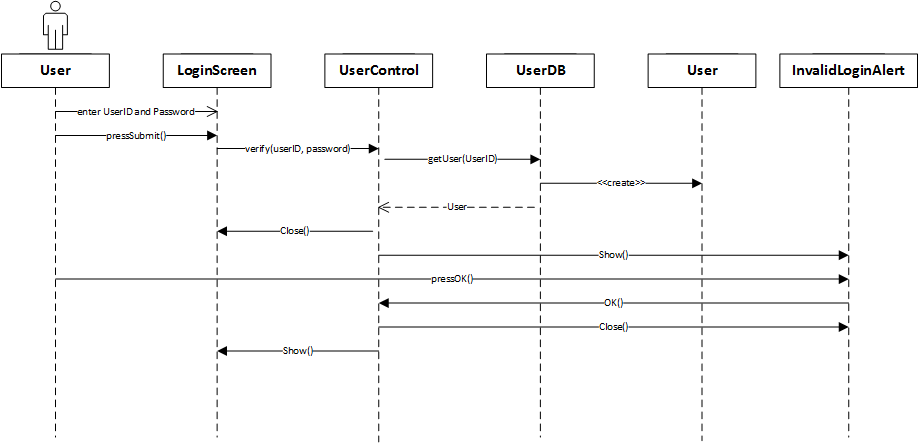 User
LoginScreen
UserControl
UserDB
User
InvalidLoginAlert
enter UserID and Password
pressSubmit()
verify(userID, password)
getUser(UserID)
<<create>>
User
Close()
Show()
pressOK()
OK()
Close()
Show()